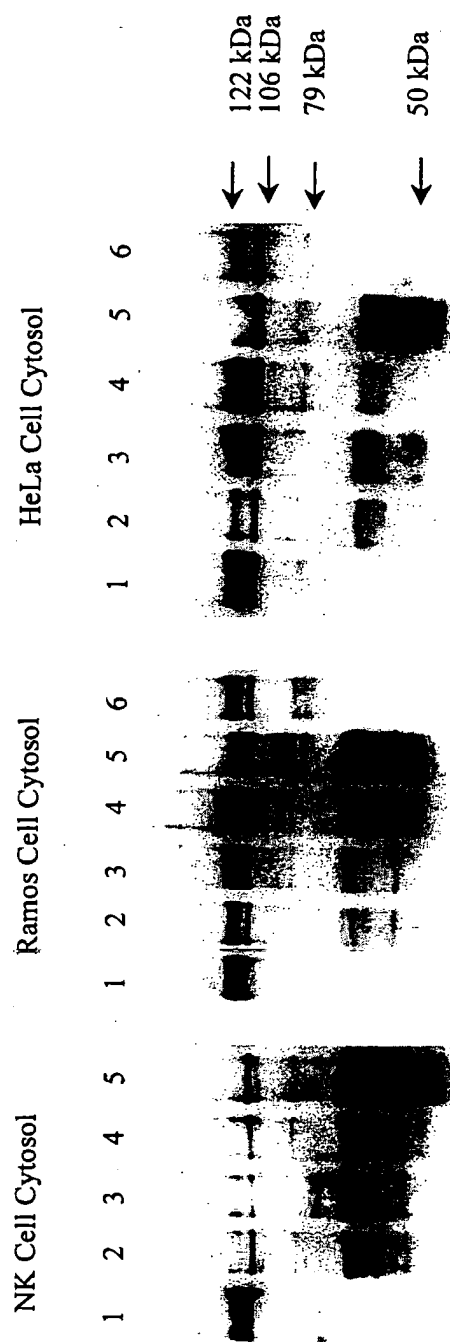 NK Cell Cytosol
1 2 3 4 5
Ramos Cell Cytosol
1 2 3 4 5 6
HeLa Cell Cytosol
1 2 3 4 5 6
122 kDa
106 kDa
79 kDa
50 kDa